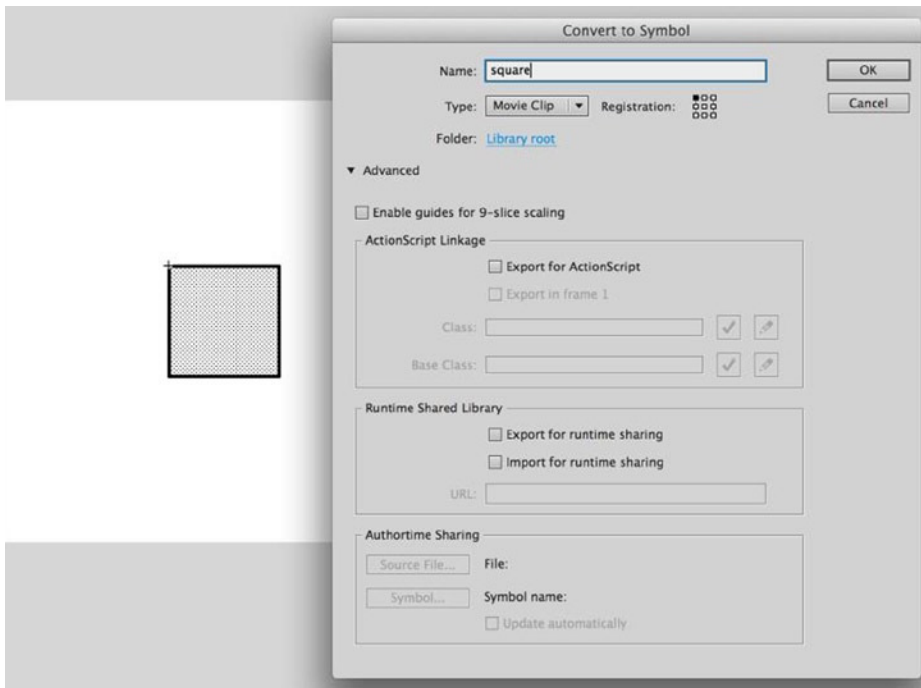 Convert to Symbol
Name: square OK
Type: Movie Clip Registration: Cancel
Folder: Library root
Advanced
Enable guides for 9-slice scaling
ActionScript Linkage
Export for ActionScript
Export in frame 1
Class:
Base Class:
Runtime Shared Library
Export for runtime sharing
Import for runtime sharing
URL:
Authortime Sharing
Source File... File:
Symbol... Symbol name:
Update automatically